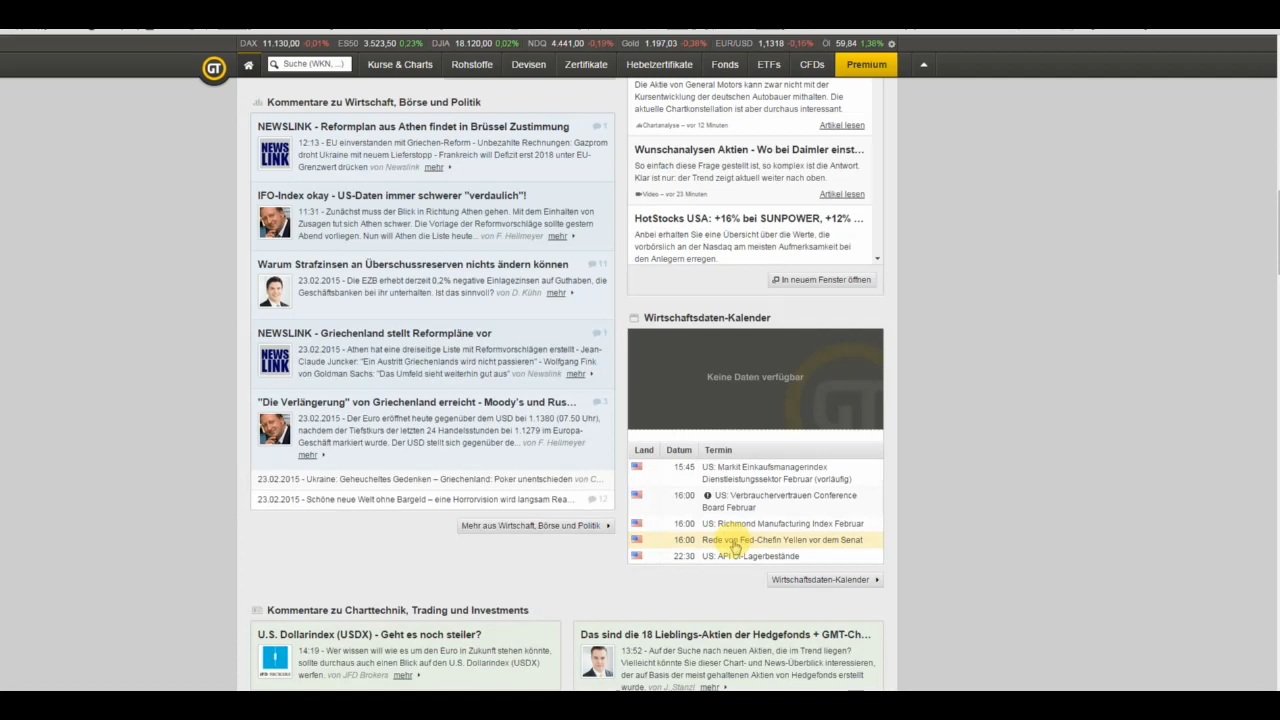 DAX 11.130,00 -0,01% ES50 3.523,50 0,23% DJIA 18.120,00 0,02% NDQ 4.441,00 -0,19% Gold 1.197,03 -0,38% EUR/USD 1,1318 -0,15% Öl 59,84 1,38%
GT
Suche (WKN, ...) Kurse & Charts Rohstoffe Devisen Zertifikate Hebelzertifikate Fonds ETFs CFDs Premium
Kommentare zu Wirtschaft, Börse und Politik
NEWSLINK - Reformplan aus Athen findet in Brüssel Zustimmung 1
NEWS LINK
12:13 - EU einverstanden mit Griechen-Reform - Unbezahlte Rechnungen: Gazprom
droht Ukraine mit neuem Lieferstopp - Frankreich will Defizit erst 2018 unter EU-
Grenzwert drücken von Newslink mehr
IFO-Index okay - US-Daten immer schwerer "verdaulich"!
11:31 - Zunächst muss der Blick in Richtung Athen gehen. Mit dem Einhalten von
Zusagen tut sich Athen schwer. Die Vorlage der Reformvorschläge sollte gestern
Abend vorliegen. Nun will Athen die Liste heute... von F. Hellmeyer mehr
Warum Strafzinsen an Überschussreserven nichts ändern können 11
23.02.2015 - Die EZB erhebt derzeit 0,2% negative Einlagezinsen auf Guthaben, die
Geschäftsbanken bei ihr unterhalten. Ist das sinnvoll? von D. Kühn mehr
NEWSLINK - Griechenland stellt Reformpläne vor 1
NEWS LINK
23.02.2015 - Athen hat eine dreiseitige Liste mit Reformvorschlägen erstellt - Jean-
Claude Juncker: "Ein Austritt Griechenlands wird nicht passieren" - Wolfgang Fink
von Goldman Sachs: "Das Umfeld sieht weiterhin gut aus" von Newslink mehr
"Die Verlängerung" von Griechenland erreicht - Moody's und Rus... 3
23.02.2015 - Der Euro eröffnet heute gegenüber dem USD bei 1.1380 (07.50 Uhr),
nachdem der Tiefstkurs der letzten 24 Handelsstunden bei 1.1279 im Europa-
Geschäft markiert wurde. Der USD stellt sich gegenüber de... von F. Hellmeyer
mehr
23.02.2015 - Ukraine: Geheucheltes Gedenken – Griechenland: Poker unentschieden von C...
23.02.2015 - Schöne neue Welt ohne Bargeld – eine Horrorvision wird langsam Rea... 12
Mehr aus Wirtschaft, Börse und Politik
Die Aktie von General Motors kann zwar nicht mit der
Kursentwicklung der deutschen Autobauer mithalten. Die
aktuelle Chartkonstellation ist aber durchaus interessant.
Chartanalyse – vor 12 Minuten Artikel lesen
Wunschanalysen Aktien - Wo bei Daimler einst...
So einfach diese Frage gestellt ist, so komplex ist die Antwort.
Klar ist nur: der Trend zeigt aktuell weiter nach oben.
Video – vor 23 Minuten Artikel lesen
HotStocks USA: +16% bei SUNPOWER, +12% ...
Anbei erhalten Sie eine Übersicht über die Werte, die
vorbörslich an der Nasdaq am meisten Aufmerksamkeit bei
den Anlegern erregen.
In neuem Fenster öffnen
Wirtschaftsdaten-Kalender
Keine Daten verfügbar
Land Datum Termin
15:45 US: Markit Einkaufsmanagerindex
Dienstleistungssektor Februar (vorläufig)
16:00 US: Verbrauchervertrauen Conference
Board Februar
16:00 US: Richmond Manufacturing Index Februar
16:00 Rede von Fed-Chefin Yellen vor dem Senat
22:30 US: API Öl-Lagerbestände
Wirtschaftsdaten-Kalender
Kommentare zu Charttechnik, Trading und Investments
U.S. Dollarindex (USDX) - Geht es noch steiler?
14:19 - Wer wissen will wie es um den Euro in Zukunft stehen könnte,
sollte durchaus auch einen Blick auf den U.S. Dollarindex (USDX)
werfen. von JFD Brokers mehr
JFD BROKERS
Das sind die 18 Lieblings-Aktien der Hedgefonds + GMT-Ch...
13:52 - Auf der Suche nach neuen Aktien, die im Trend liegen?
Vielleicht könnte Sie dieser Chart- und News-Überblick interessieren,
der auf Basis der meist gehaltenen Aktien von Hedgefonds erstellt
wurde. von J. Stanzl mehr